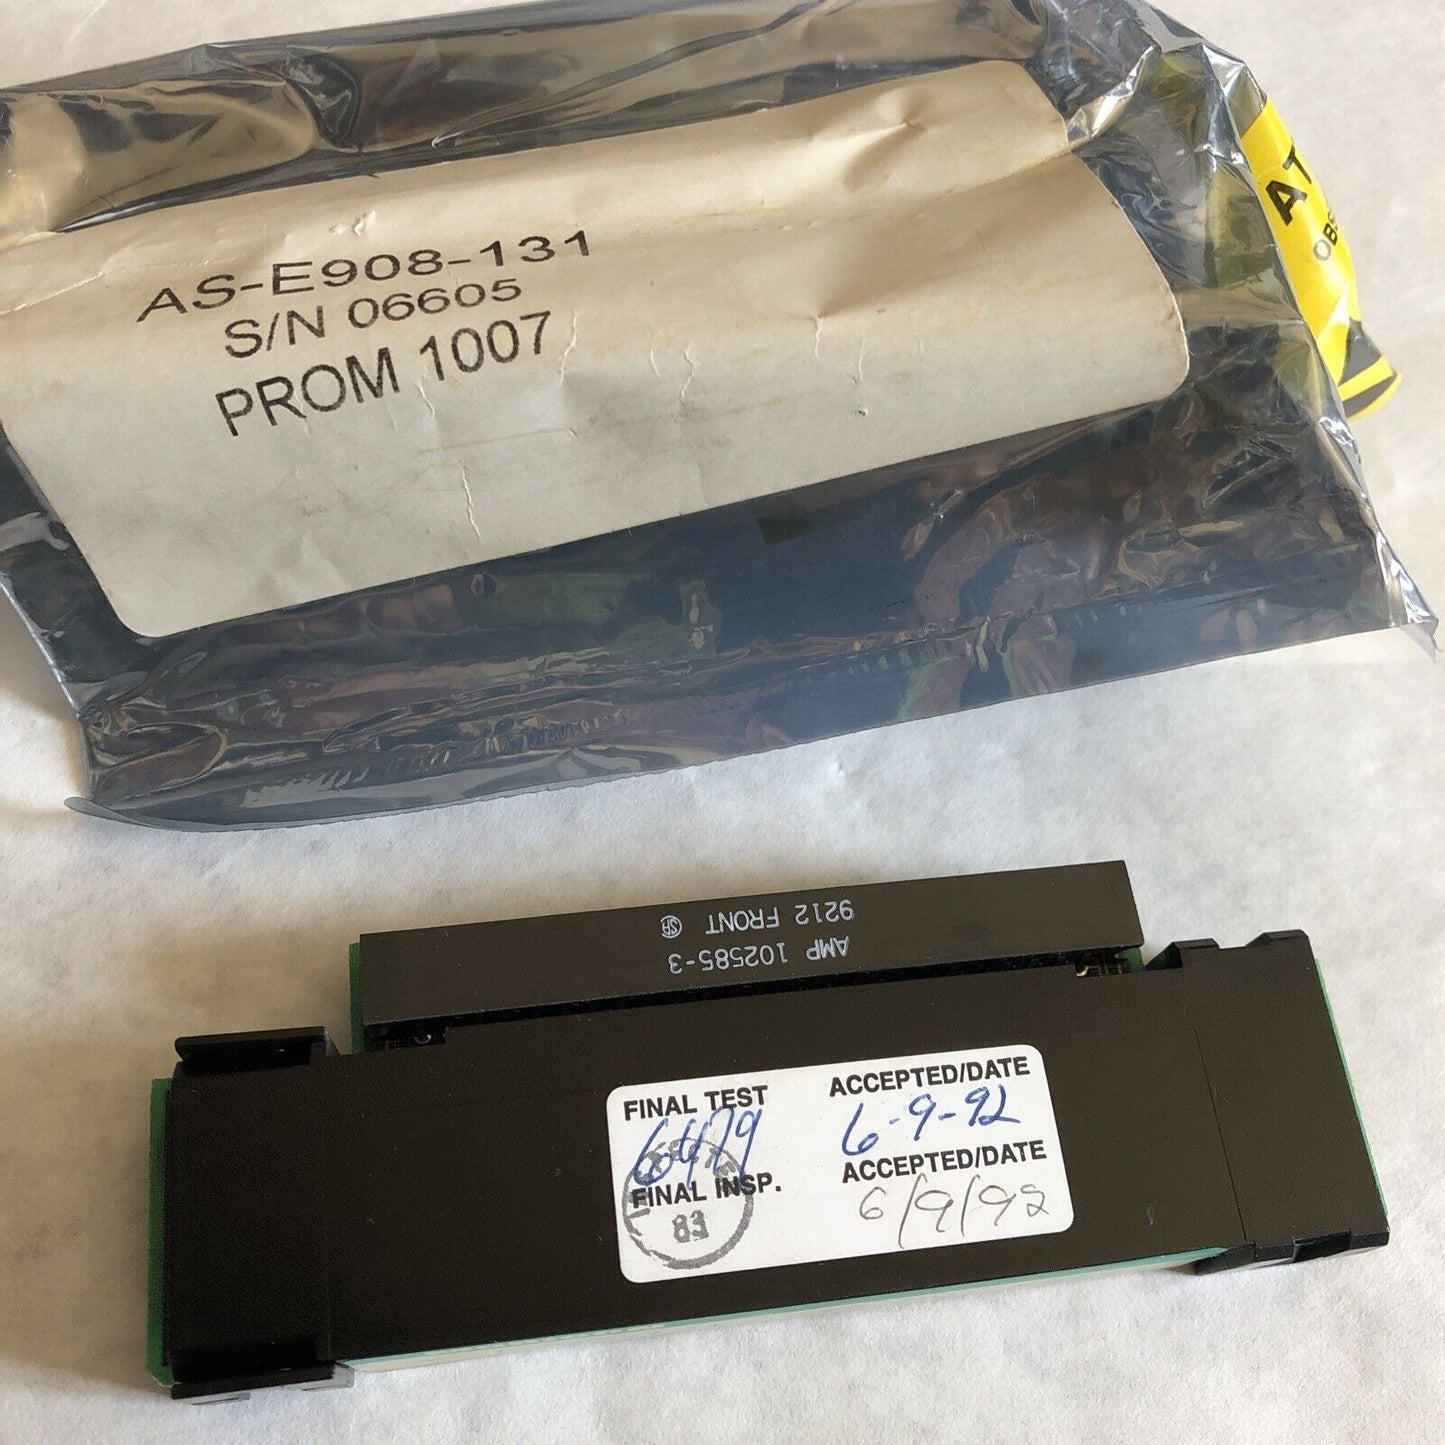 AS-E908-131
S/N 06605
PROM 1007
AMP 102585-3
9212 FRONT
FINAL TEST
6479
ACCEPTED/DATE
6-9-92
FINAL INSP.
83
ACCEPTED/DATE
6/9/92